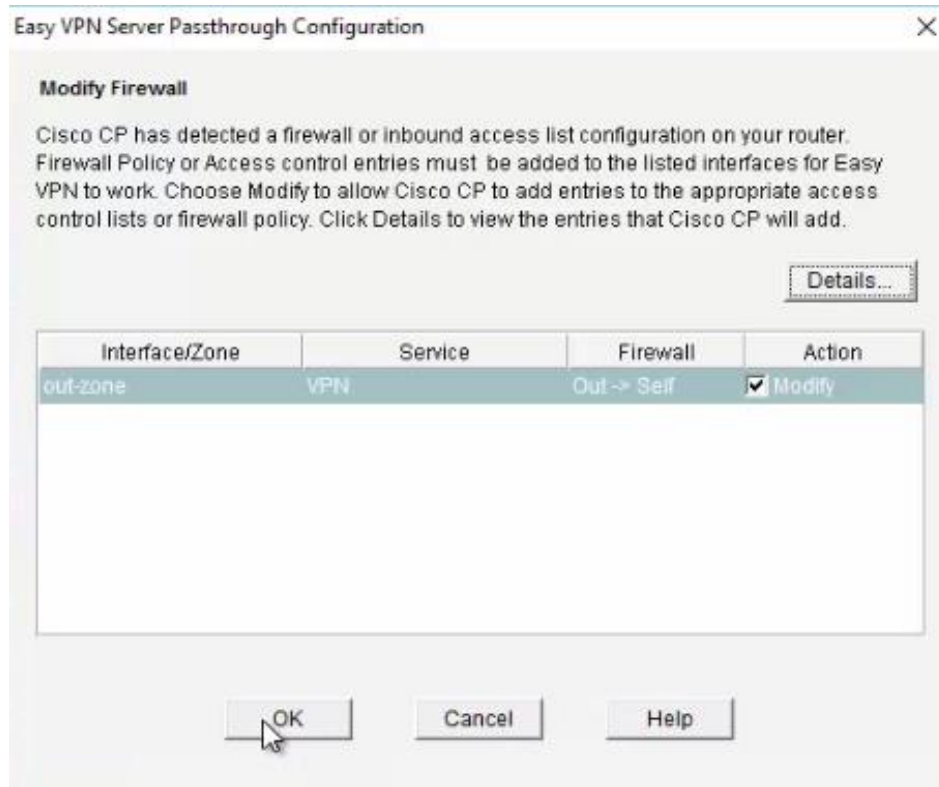 Easy VPN Server Passthrough Configuration
Modify Firewall
Cisco CP has detected a firewall or inbound access list configuration on your router.
Firewall Policy or Access control entries must be added to the listed interfaces for Easy
VPN to work. Choose Modify to allow Cisco CP to add entries to the appropriate access
control lists or firewall policy. Click Details to view the entries that Cisco CP will add.
Details...
Interface/Zone Service Firewall Action
out-zone VPN Out -> Self Modify
OK Cancel Help